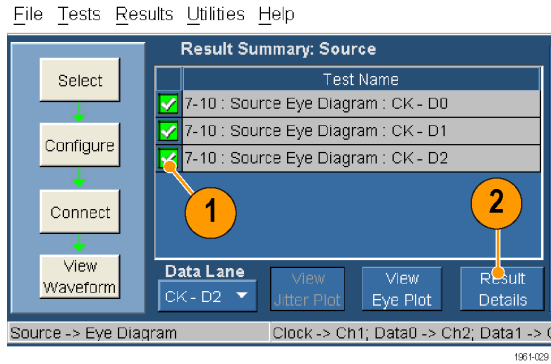 File Tests Results Utilities Help
Result Summary: Source
Select
Configure
Connect
View
Waveform
Test Name
7-10 : Source Eye Diagram : CK - D0
7-10 : Source Eye Diagram : CK - D1
7-10 : Source Eye Diagram : CK - D2
1
2
Data Lane
CK - D2
View
Jitter Plot
View
Eye Plot
Result
Details
Source -> Eye Diagram
Clock -> Ch1; Data0 -> Ch2; Data1 -> 
1961-029